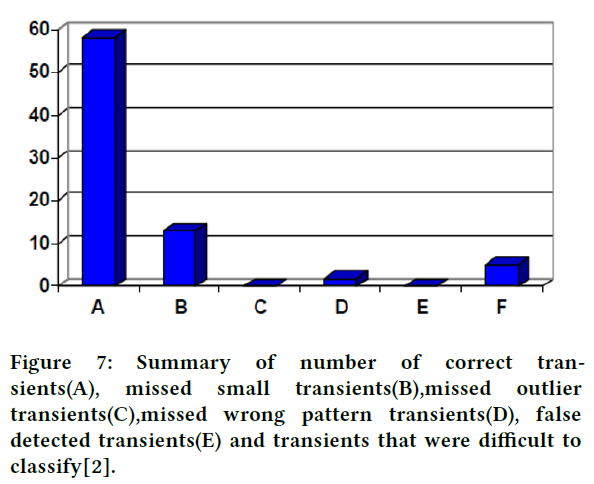 60
50
40
30
20
10
0
A B C D E F
Figure 7: Summary of number of correct tran-
sients(A), missed small transients(B),missed outlier
transients(C),missed wrong pattern transients(D), false
detected transients(E) and transients that were difficult to
classify[2].